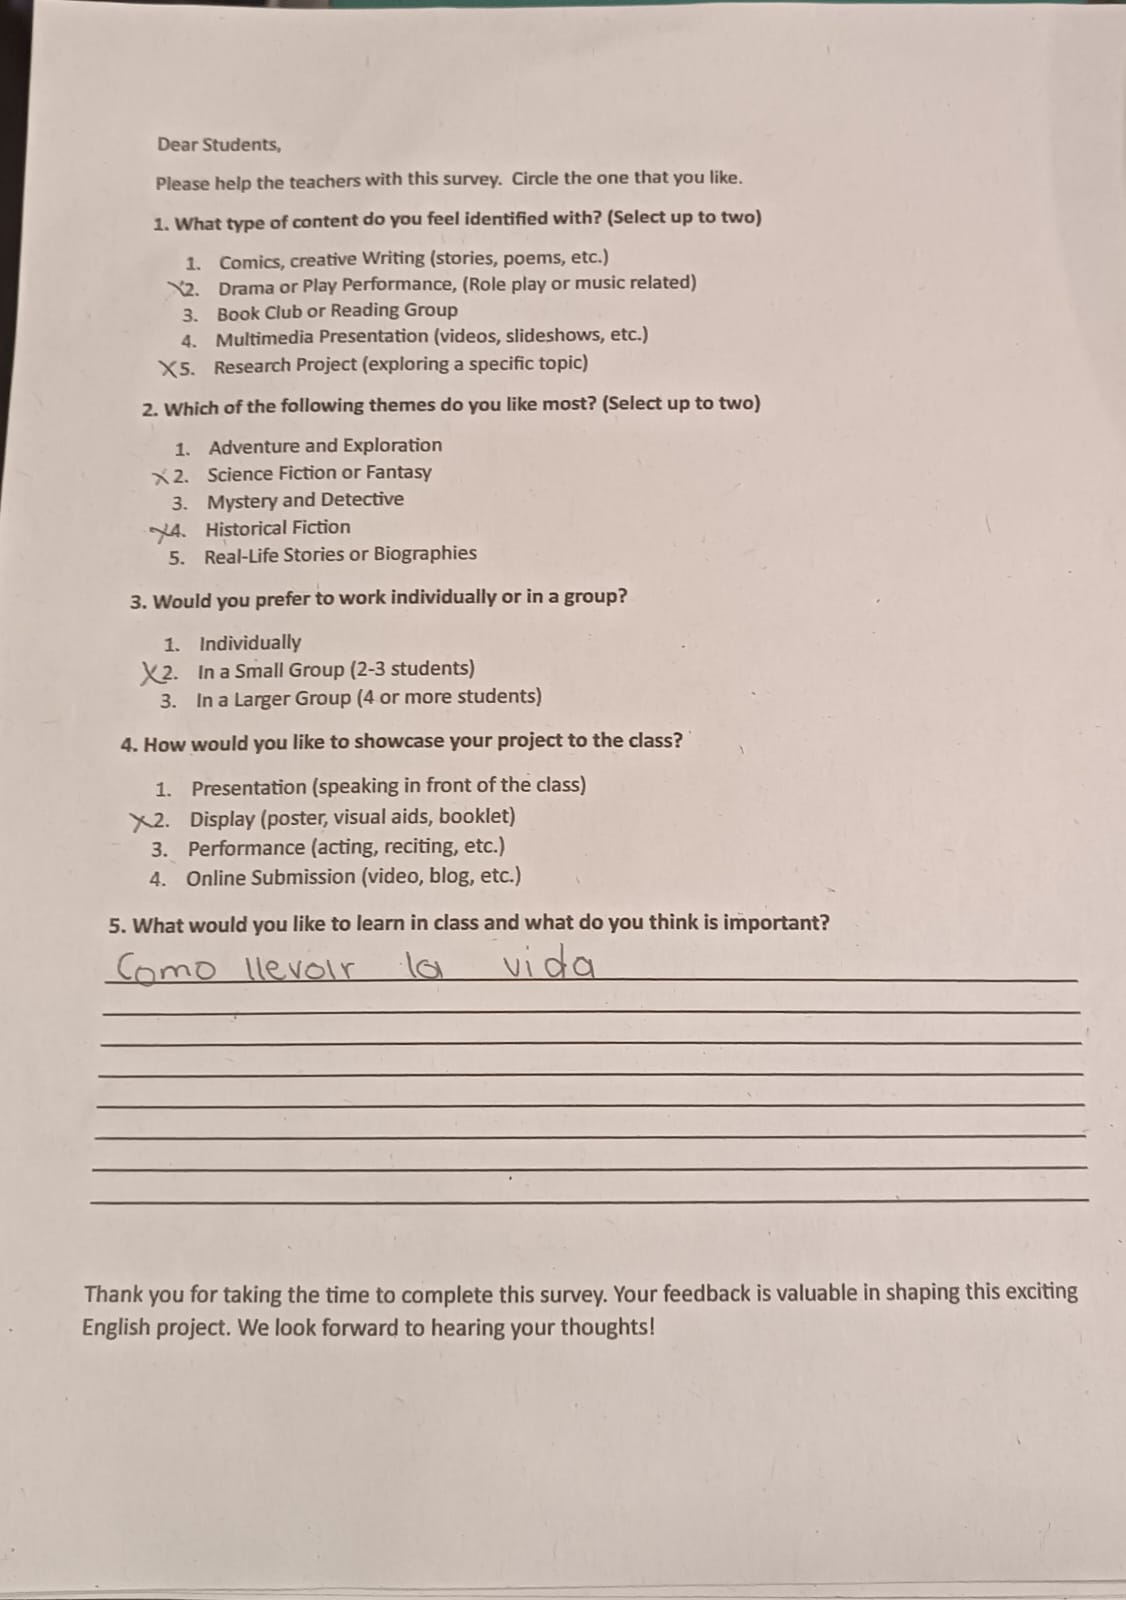 Dear Students,
Please help the teachers with this survey. Circle the one that you like.
1. What type of content do you feel identified with? (Select up to two)
1. Comics, creative Writing (stories, poems, etc.)
X2. Drama or Play Performance, (Role play or music related)
3. Book Club or Reading Group
4. Multimedia Presentation (videos, slideshows, etc.)
X5. Research Project (exploring a specific topic)
2. Which of the following themes do you like most? (Select up to two)
1. Adventure and Exploration
X2. Science Fiction or Fantasy
3. Mystery and Detective
X4. Historical Fiction
5. Real-Life Stories or Biographies
3. Would you prefer to work individually or in a group?
1. Individually
X2. In a Small Group (2-3 students)
3. In a Larger Group (4 or more students)
4. How would you like to showcase your project to the class?
1. Presentation (speaking in front of the class)
X2. Display (poster, visual aids, booklet)
3. Performance (acting, reciting, etc.)
4. Online Submission (video, blog, etc.)
5. What would you like to learn in class and what do you think is important?
Como llevar la vida
Thank you for taking the time to complete this survey. Your feedback is valuable in shaping this exciting
English project. We look forward to hearing your thoughts!